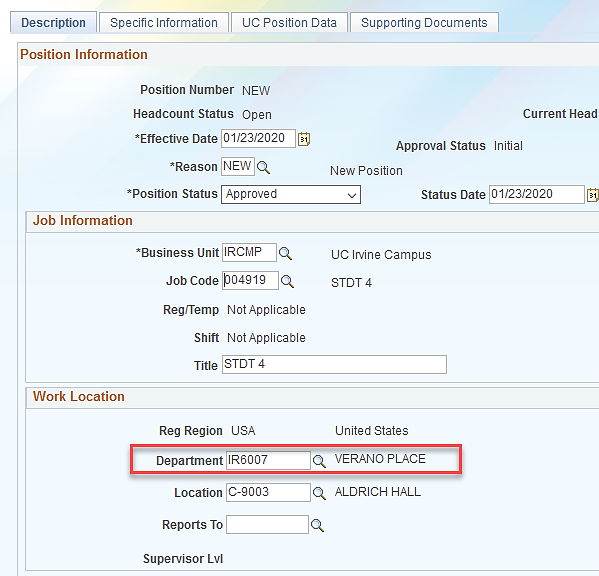 Description Specific Information UC Position Data Supporting Documents
Position Information
Position Number NEW
Headcount Status Open Current Head
*Effective Date 01/23/2020 31 Approval Status Initial
*Reason NEW New Position
*Position Status Approved Status Date 01/23/2020 31
Job Information
*Business Unit IRCMP UC Irvine Campus
Job Code 004919 STDT 4
Reg/Temp Not Applicable
Shift Not Applicable
Title STDT 4
Work Location
Reg Region USA United States
Department IR6007 VERANO PLACE
Location C-9003 ALDRICH HALL
Reports To
Supervisor Lvl